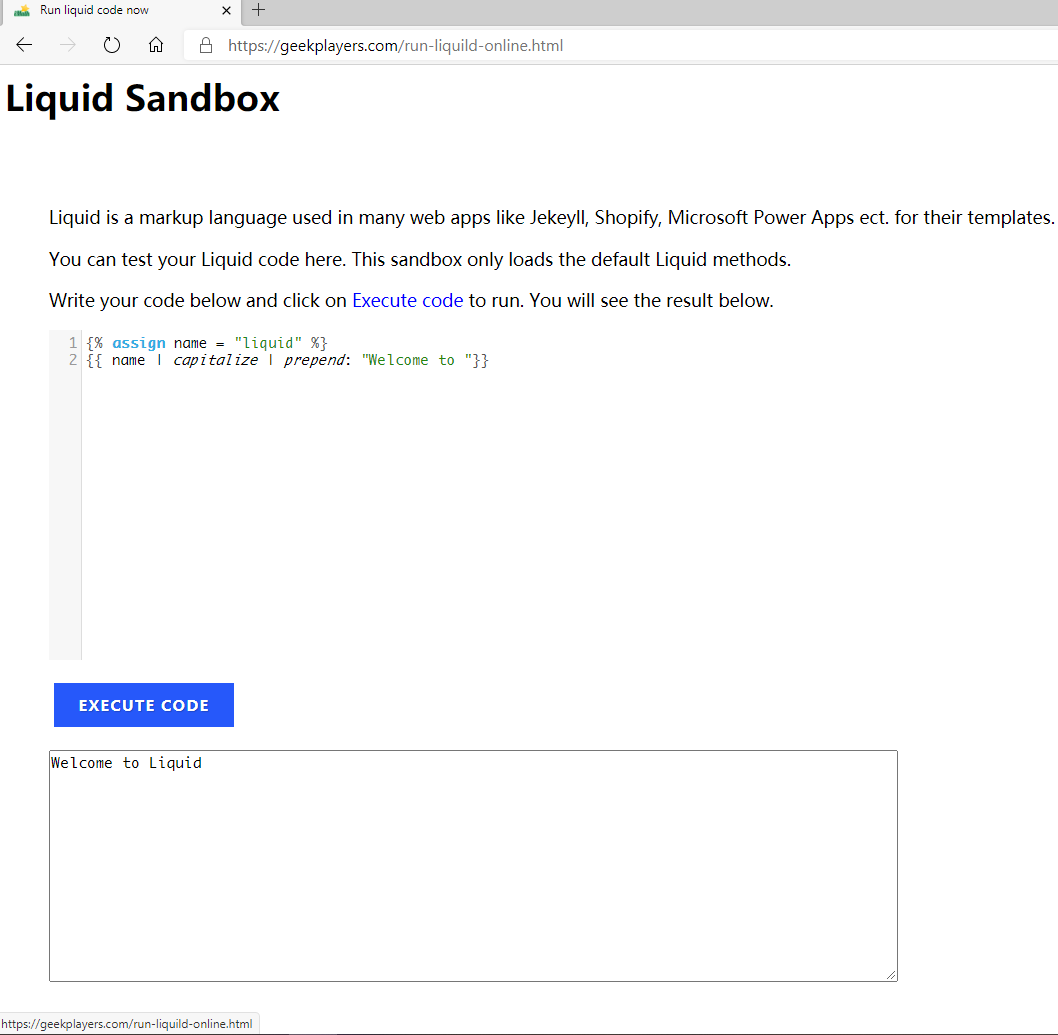 Run liquid code now
https://geekplayers.com/run-liquild-online.html
Liquid Sandbox
Liquid is a markup language used in many web apps like Jekeyll, Shopify, Microsoft Power Apps ect. for their templates.
You can test your Liquid code here. This sandbox only loads the default Liquid methods.
Write your code below and click on Execute code to run. You will see the result below.
1 {% assign name = "liquid" %}
2 {{ name | capitalize | prepend: "Welcome to "}}
EXECUTE CODE
Welcome to Liquid
https://geekplayers.com/run-liquild-online.html